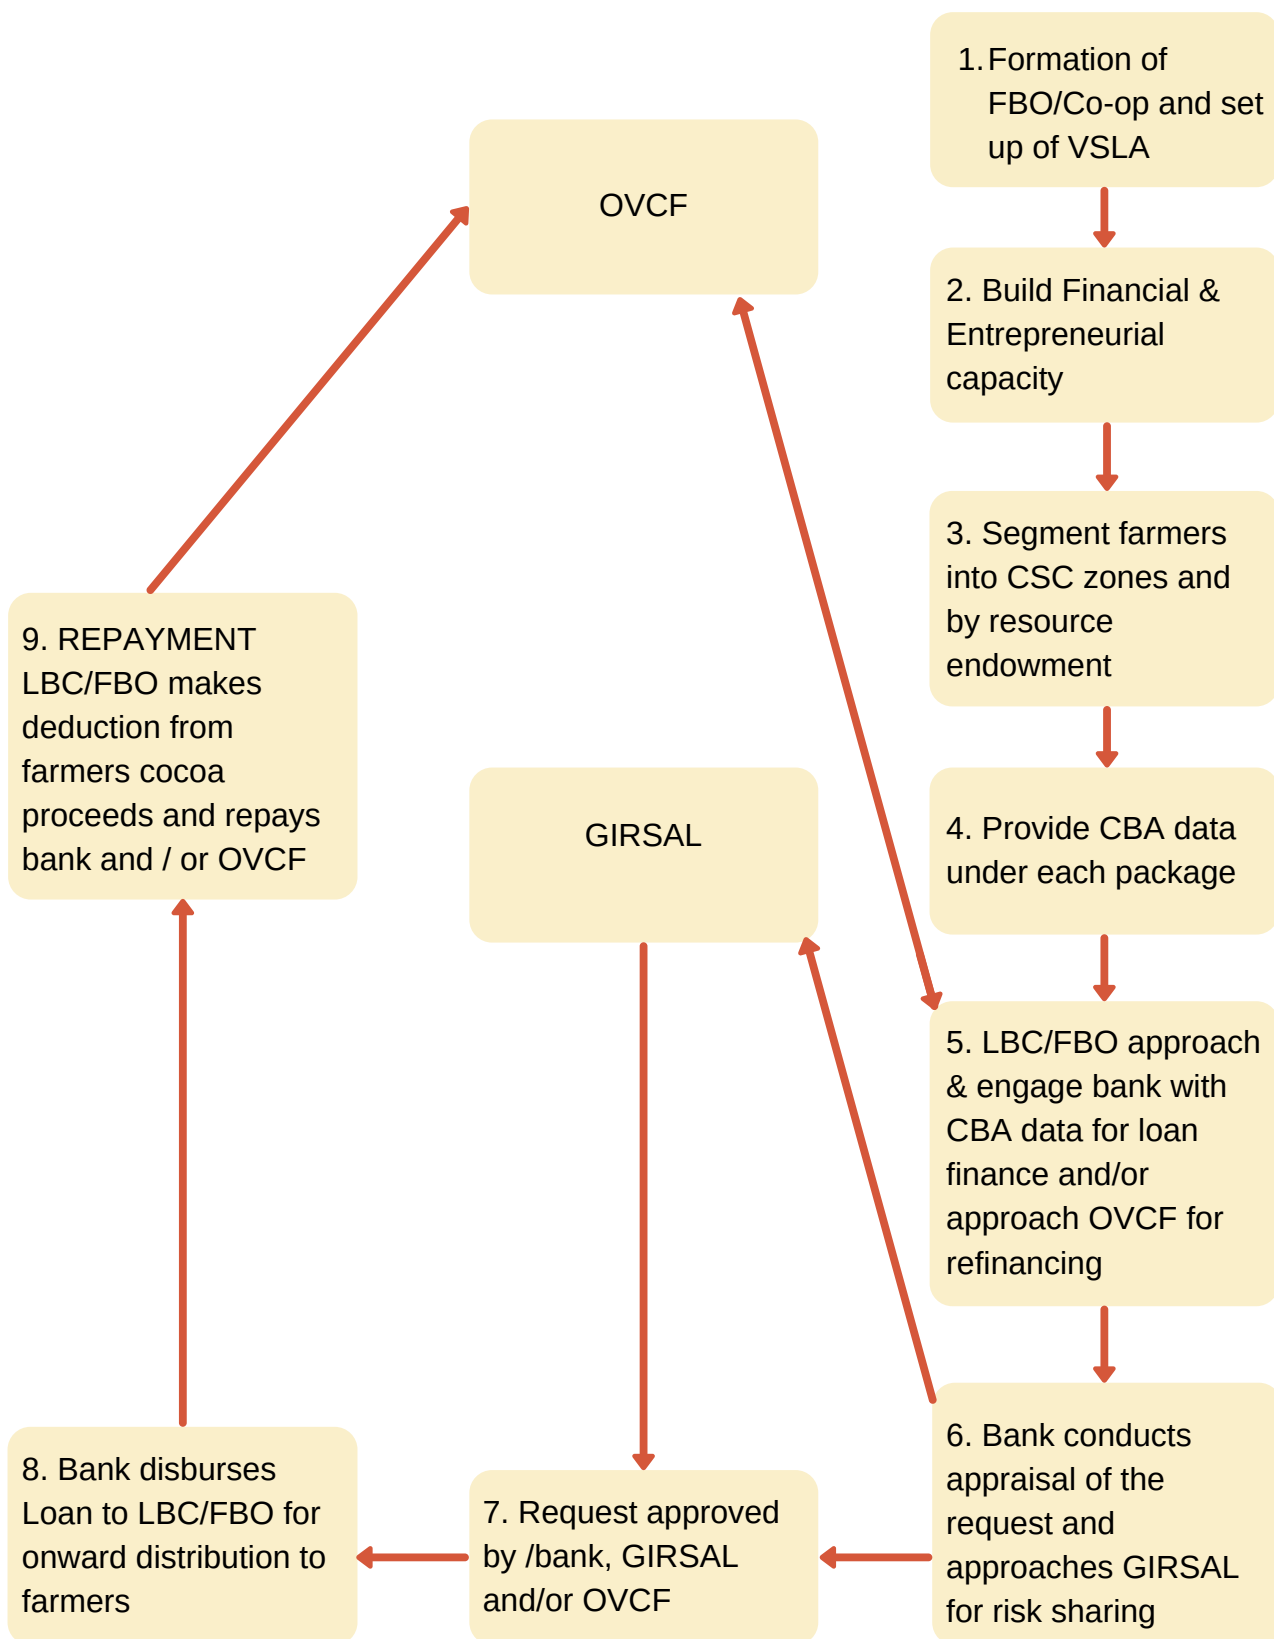 1. Formation of
FBO/Co-op and set
up of VSLA
OVCF
2. Build Financial &
Entrepreneurial
capacity
3. Segment farmers
into CSC zones and
by resource
endowment
4. Provide CBA data
under each package
5. LBC/FBO approach
& engage bank with
CBA data for loan
finance and/or
approach OVCF for
refinancing
6. Bank conducts
appraisal of the
request and
approaches GIRSAL
for risk sharing
GIRSAL
7. Request approved
by /bank, GIRSAL
and/or OVCF
8. Bank disburses
Loan to LBC/FBO for
onward distribution to
farmers
9. REPAYMENT
LBC/FBO makes
deduction from
farmers cocoa
proceeds and repays
bank and / or OVCF